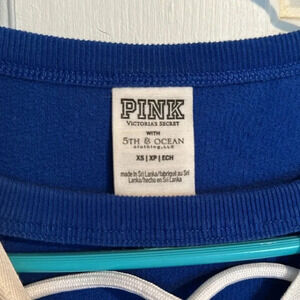 PINK
VICTORIA'S SECRET
WITH
5TH & OCEAN
clothing, LLC
XS | XP | ECH
made in Sri Lanka/fabriqué au Sri
Lanka/hecho en Sri Lanka